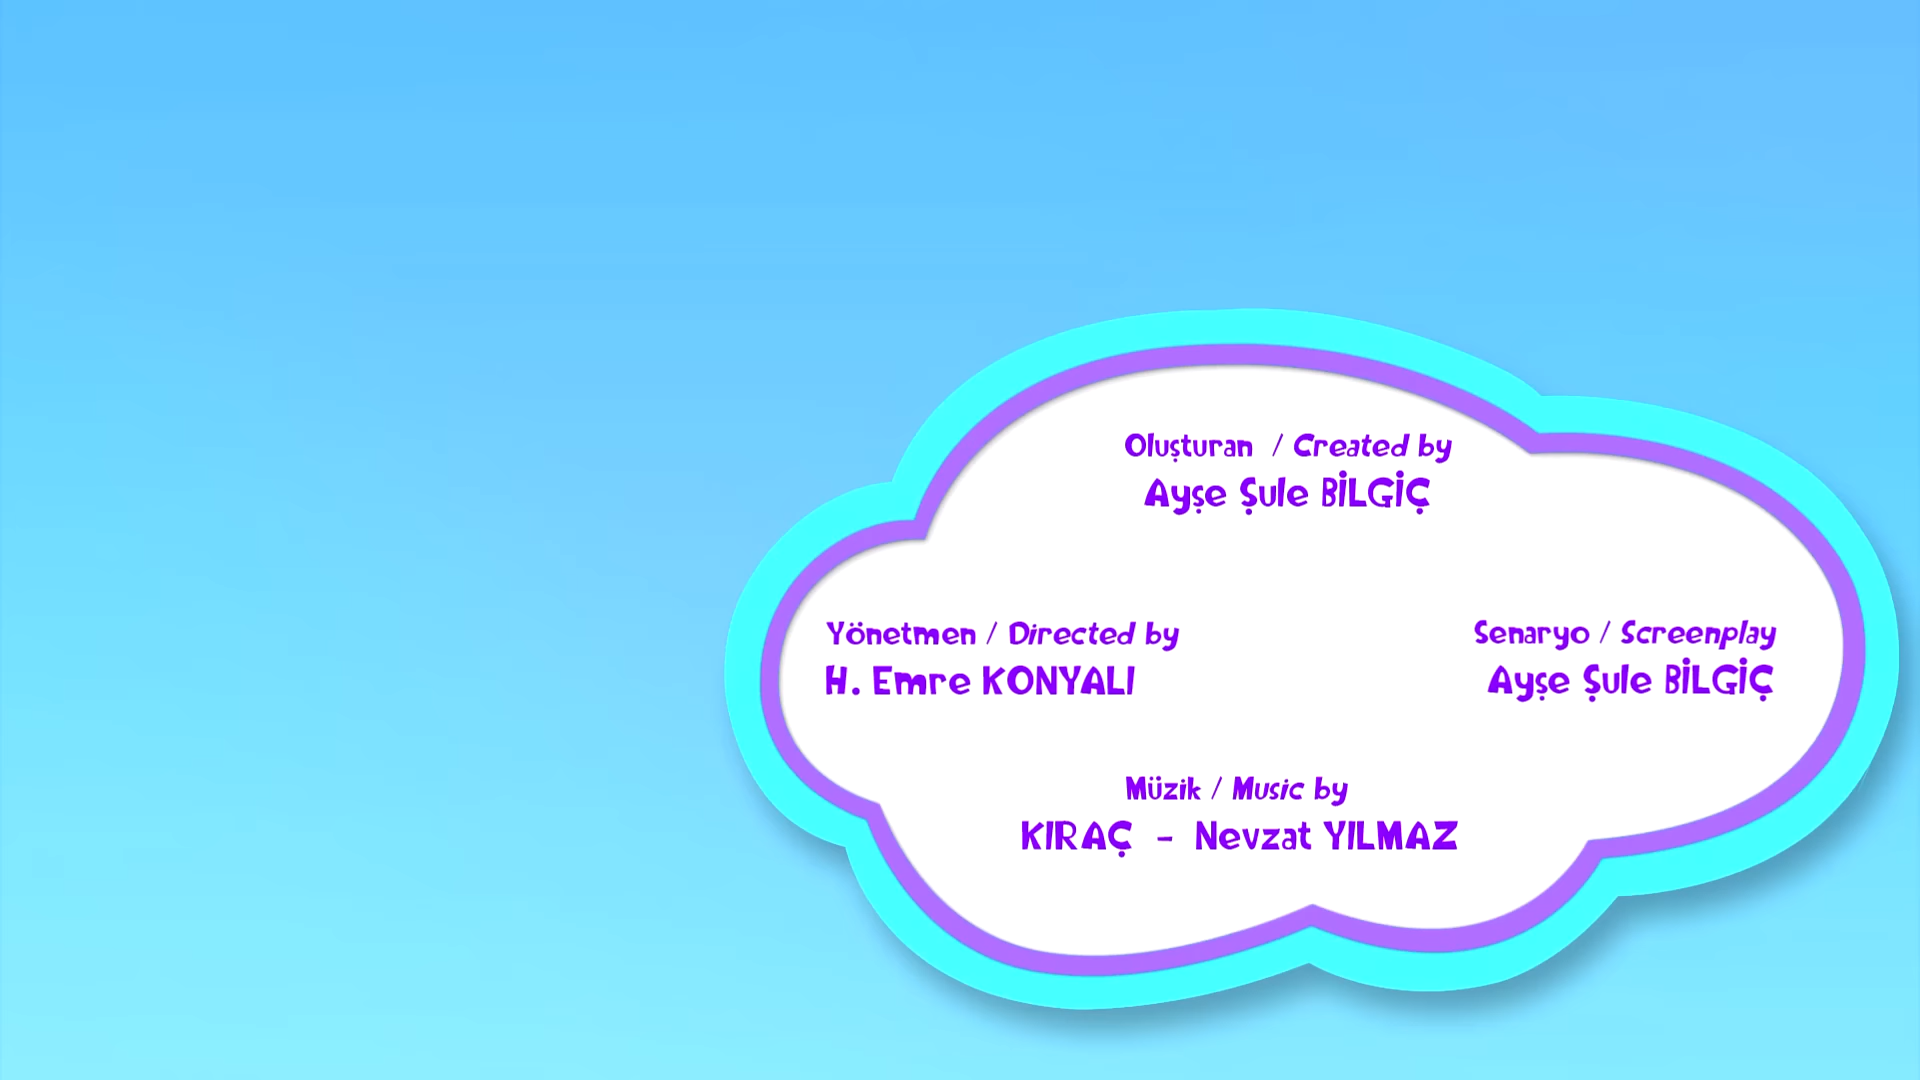 Oluşturan / Created by
Ayşe Şule BİLGİÇ
Yönetmen / Directed by
H. Emre KONYALI
Senaryo / Screenplay
Ayşe Şule BİLGİÇ
Müzik / Music by
KIRAÇ - Nevzat YILMAZ